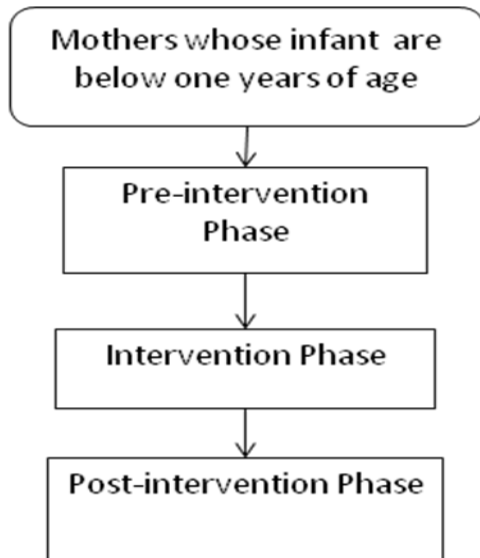 Mothers whose infant are
below one years of age
Pre-intervention
Phase
Intervention Phase
Post-intervention Phase